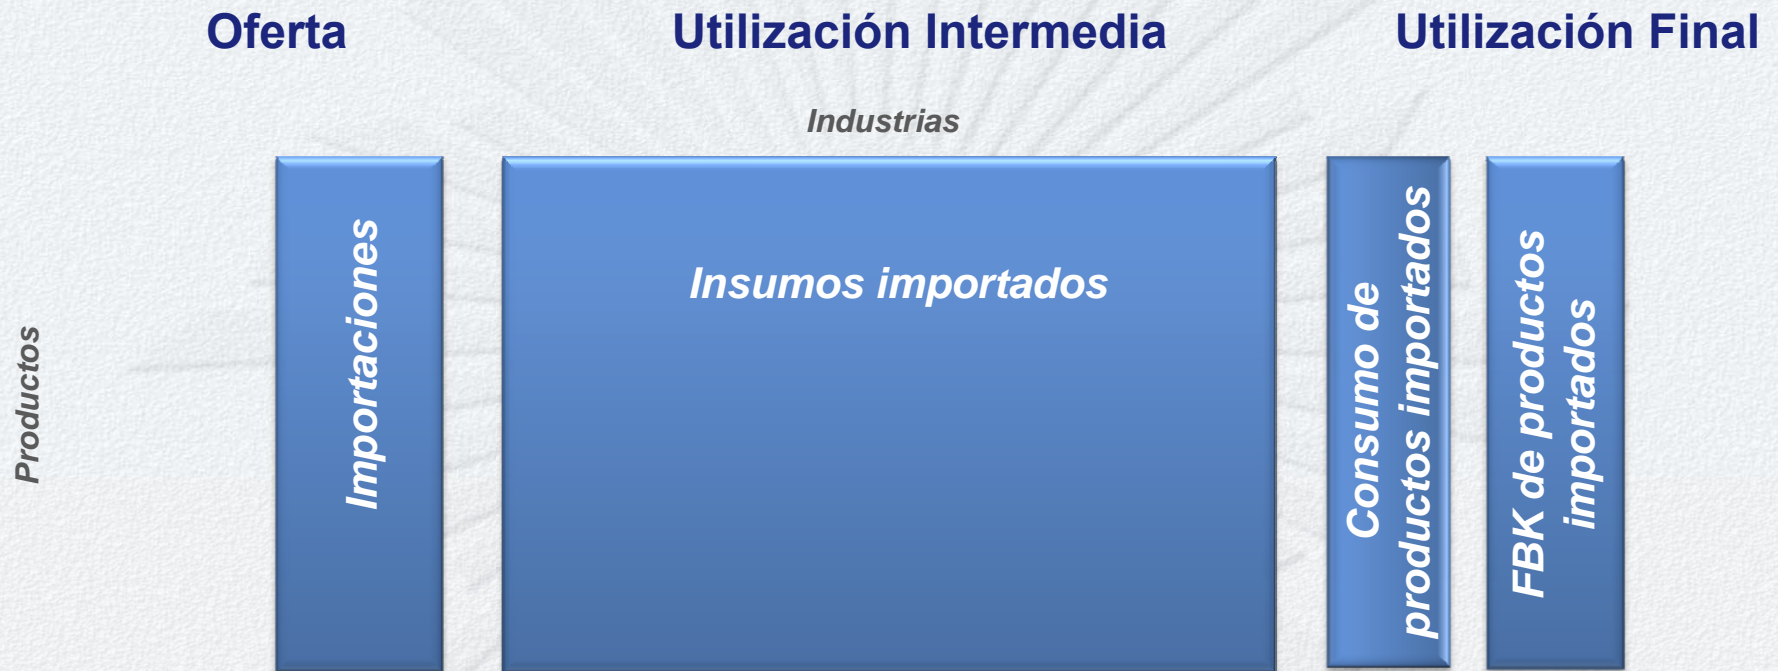 Oferta
Utilización Intermedia
Utilización Final
Industrias
Productos
Importaciones
Insumos importados
Consumo de
productos importados
FBK de productos
importados